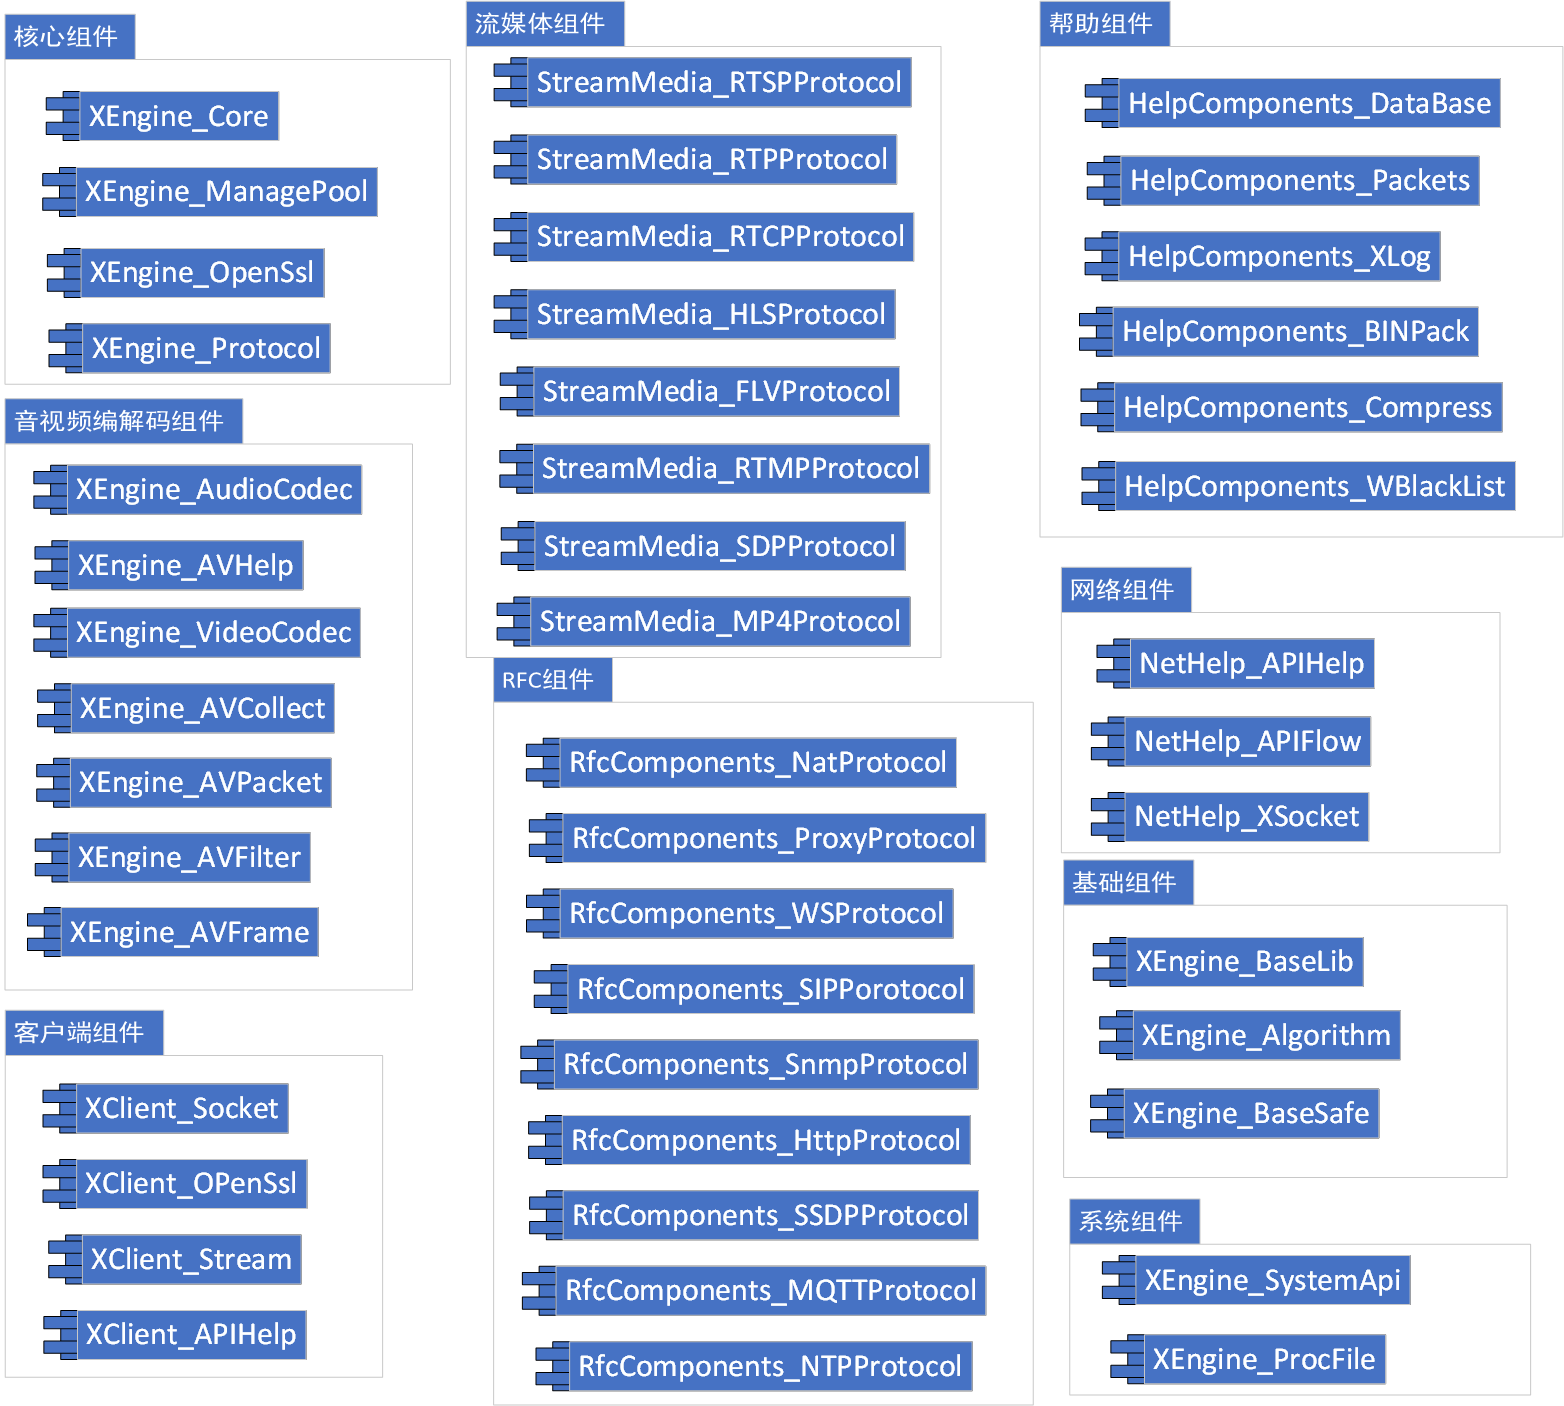 核心组件
XEngine_Core
XEngine_ManagePool
XEngine_OpenSsl
XEngine_Protocol
音视频编解码组件
XEngine_AudioCodec
XEngine_AVHelp
XEngine_VideoCodec
XEngine_AVCollect
XEngine_AVPacket
XEngine_AVFilter
XEngine_AVFrame
客户端组件
XClient_Socket
XClient_OPenSsl
XClient_Stream
XClient_APIHelp
流媒体组件
StreamMedia_RTSPProtocol
StreamMedia_RTPProtocol
StreamMedia_RTCPProtocol
StreamMedia_HLSProtocol
StreamMedia_FLVProtocol
StreamMedia_RTMPProtocol
StreamMedia_SDPProtocol
StreamMedia_MP4Protocol
RFC组件
RfcComponents_NatProtocol
RfcComponents_ProxyProtocol
RfcComponents_WSProtocol
RfcComponents_SIPPorotocol
RfcComponents_SnmpProtocol
RfcComponents_HttpProtocol
RfcComponents_SSDPProtocol
RfcComponents_MQTTProtocol
RfcComponents_NTPProtocol
帮助组件
HelpComponents_DataBase
HelpComponents_Packets
HelpComponents_XLog
HelpComponents_BINPack
HelpComponents_Compress
HelpComponents_WBlackList
网络组件
NetHelp_APIHelp
NetHelp_APIFlow
NetHelp_XSocket
基础组件
XEngine_BaseLib
XEngine_Algorithm
XEngine_BaseSafe
系统组件
XEngine_SystemApi
XEngine_ProcFile